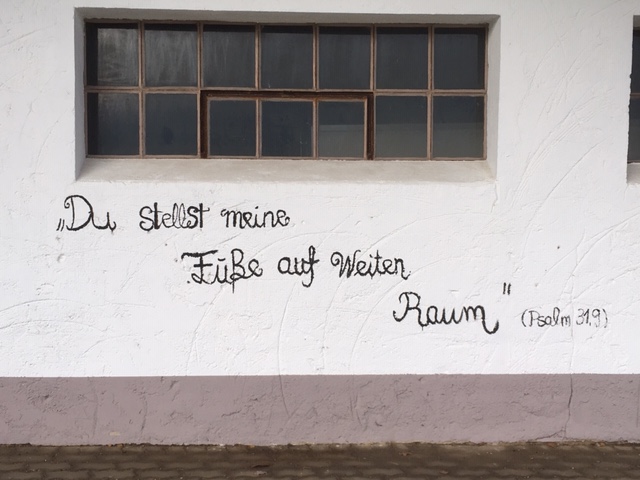 „Du stellst meine
Füße auf Weiten
Raum" (Psalm 31,9)